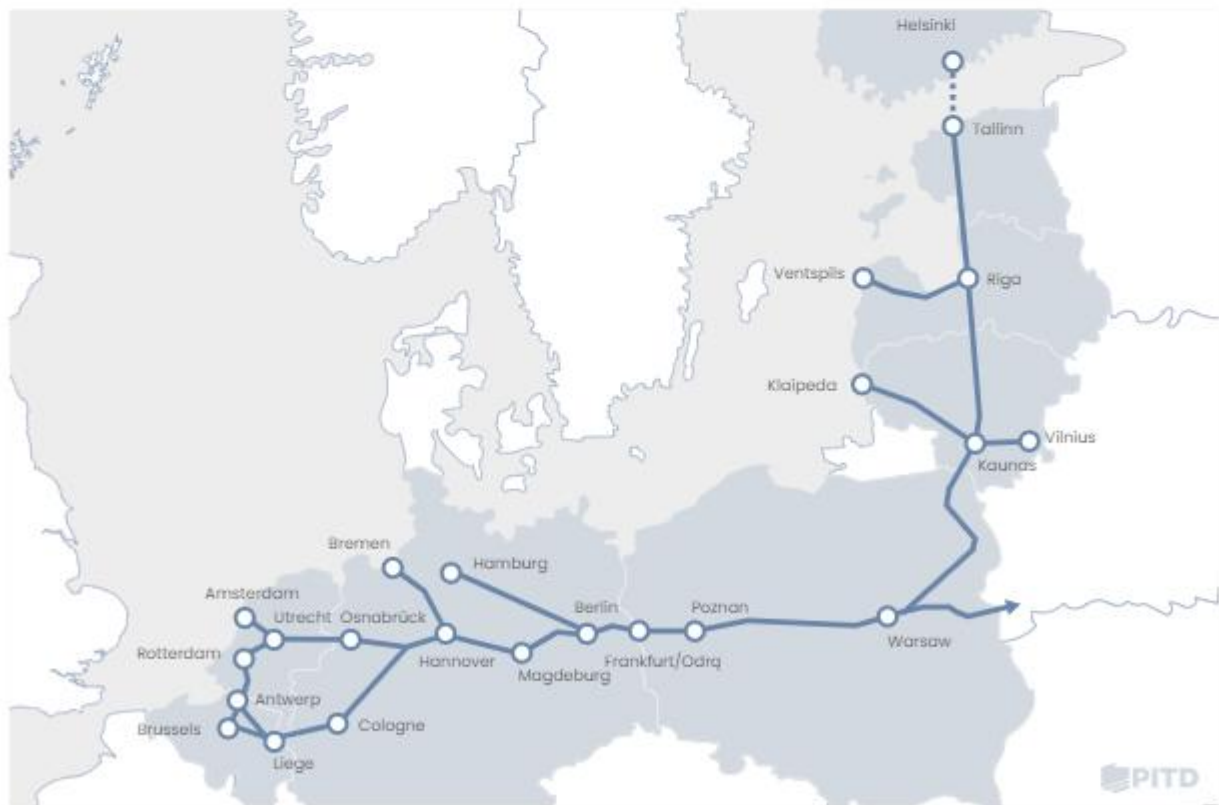 Helsinki
Tallinn
Ventspils
Riga
Klaipeda
Vilnius
Kaunas
Bremen
Hamburg
Amsterdam
Utrecht
Osnabrück
Berlin
Poznan
Rotterdam
Hannover
Magdeburg
Frankfurt/Odrą
Warsaw
Antwerp
Brussels
Cologne
Liege
PITD